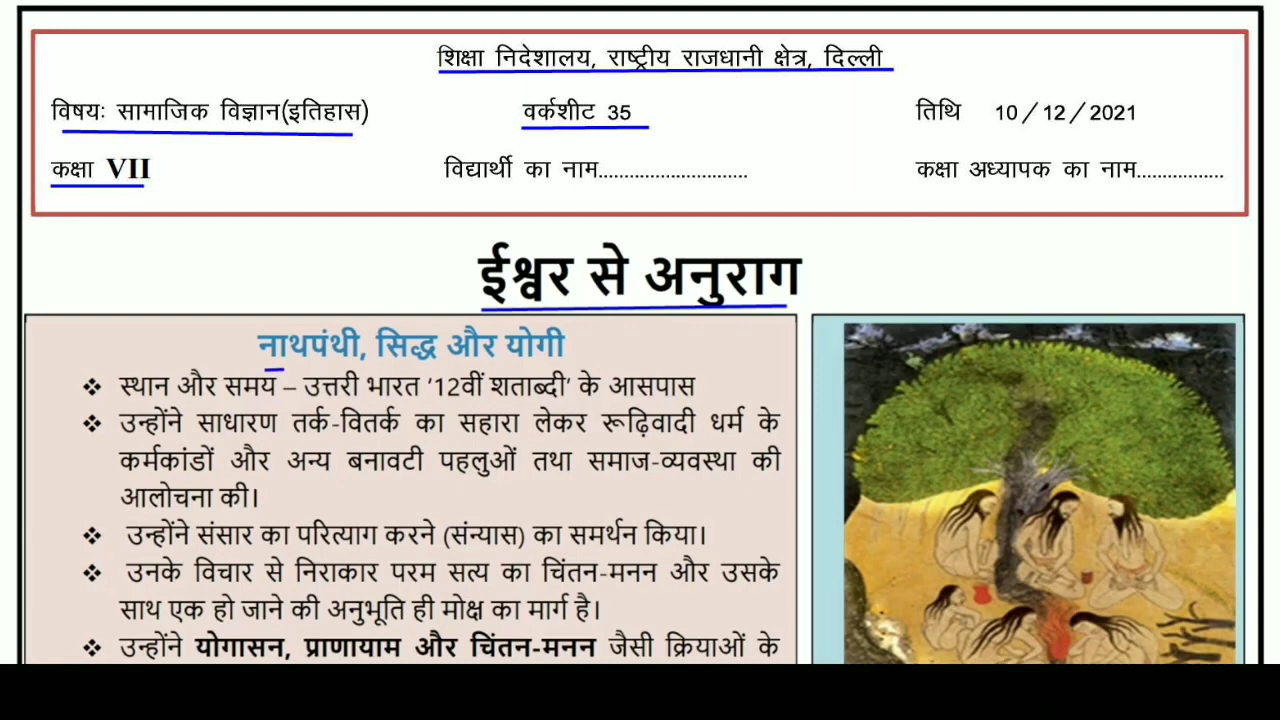 शिक्षा निदेशालय, राष्ट्रीय राजधानी क्षेत्र, दिल्ली
विषयः सामाजिक विज्ञान(इतिहास) वर्कशीट 35 तिथि 10/12/2021
कक्षा VII विद्यार्थी का नाम............................. कक्षा अध्यापक का नाम.................
ईश्वर से अनुराग
नाथपंथी, सिद्ध और योगी
❖ स्थान और समय – उत्तरी भारत '12वीं शताब्दी' के आसपास
❖ उन्होंने साधारण तर्क-वितर्क का सहारा लेकर रूढ़िवादी धर्म के
कर्मकांडों और अन्य बनावटी पहलुओं तथा समाज-व्यवस्था की
आलोचना की।
❖ उन्होंने संसार का परित्याग करने (संन्यास) का समर्थन किया।
❖ उनके विचार से निराकार परम सत्य का चिंतन-मनन और उसके
साथ एक हो जाने की अनुभूति ही मोक्ष का मार्ग है।
❖ उन्होंने योगासन, प्राणायाम और चिंतन-मनन जैसी क्रियाओं के